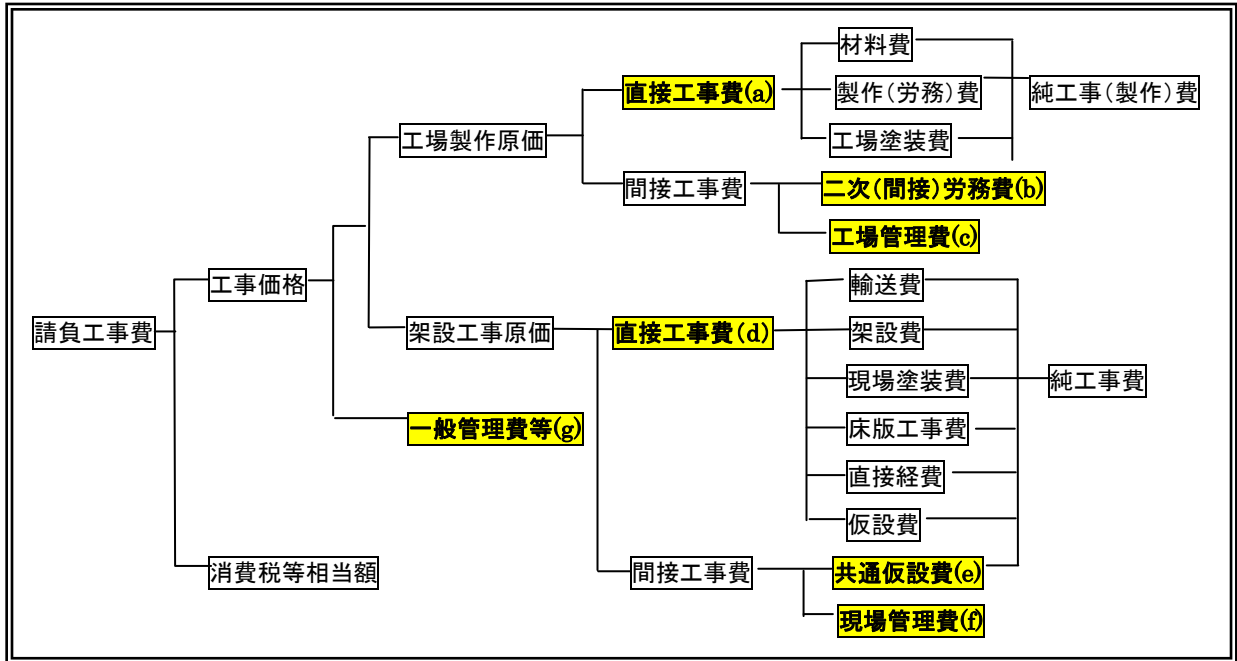 材料費
直接工事費(a)
製作(労務)費
純工事(製作)費
工場製作原価
工場塗装費
間接工事費
二次(間接)労務費(b)
工場管理費(c)
工事価格
輸送費
請負工事費
架設工事原価
直接工事費(d)
架設費
現場塗装費
純工事費
一般管理費等(g)
床版工事費
直接経費
仮設費
消費税等相当額
間接工事費
共通仮設費(e)
現場管理費(f)